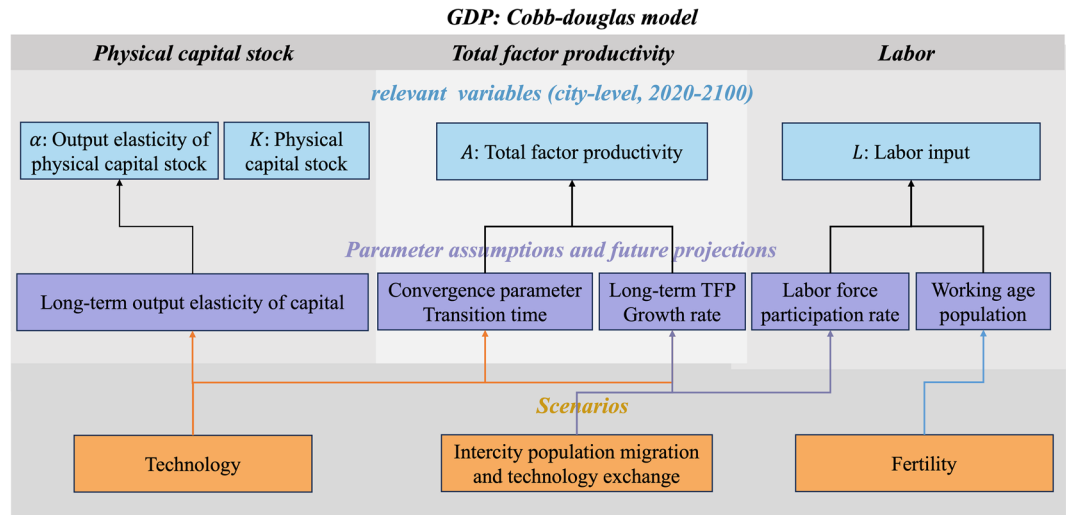 GDP: Cobb-douglas model
Physical capital stock
Total factor productivity
Labor
relevant variables (city-level, 2020-2100)
α: Output elasticity of
physical capital stock
K: Physical
capital stock
A: Total factor productivity
L: Labor input
Parameter assumptions and future projections
Long-term output elasticity of capital
Convergence parameter
Transition time
Long-term TFP
Growth rate
Labor force
participation rate
Working age
population
Scenarios
Technology
Intercity population migration
and technology exchange
Fertility